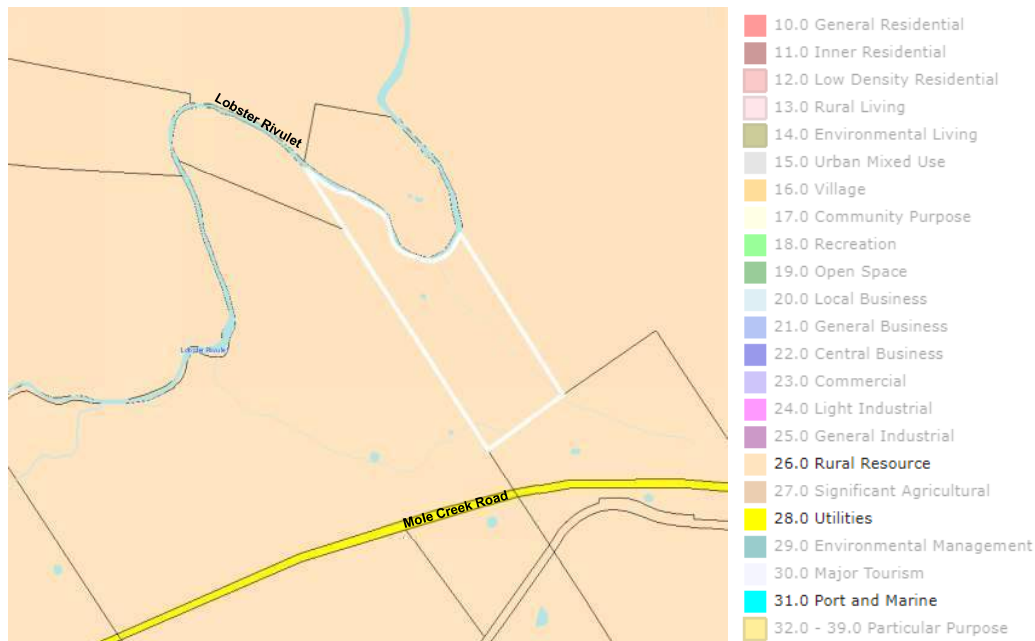 Lobster Rivulet
Lobster Rivulet
Mole Creek Road
10.0 General Residential
11.0 Inner Residential
12.0 Low Density Residential
13.0 Rural Living
14.0 Environmental Living
15.0 Urban Mixed Use
16.0 Village
17.0 Community Purpose
18.0 Recreation
19.0 Open Space
20.0 Local Business
21.0 General Business
22.0 Central Business
23.0 Commercial
24.0 Light Industrial
25.0 General Industrial
26.0 Rural Resource
27.0 Significant Agricultural
28.0 Utilities
29.0 Environmental Management
30.0 Major Tourism
31.0 Port and Marine
32.0 - 39.0 Particular Purpose